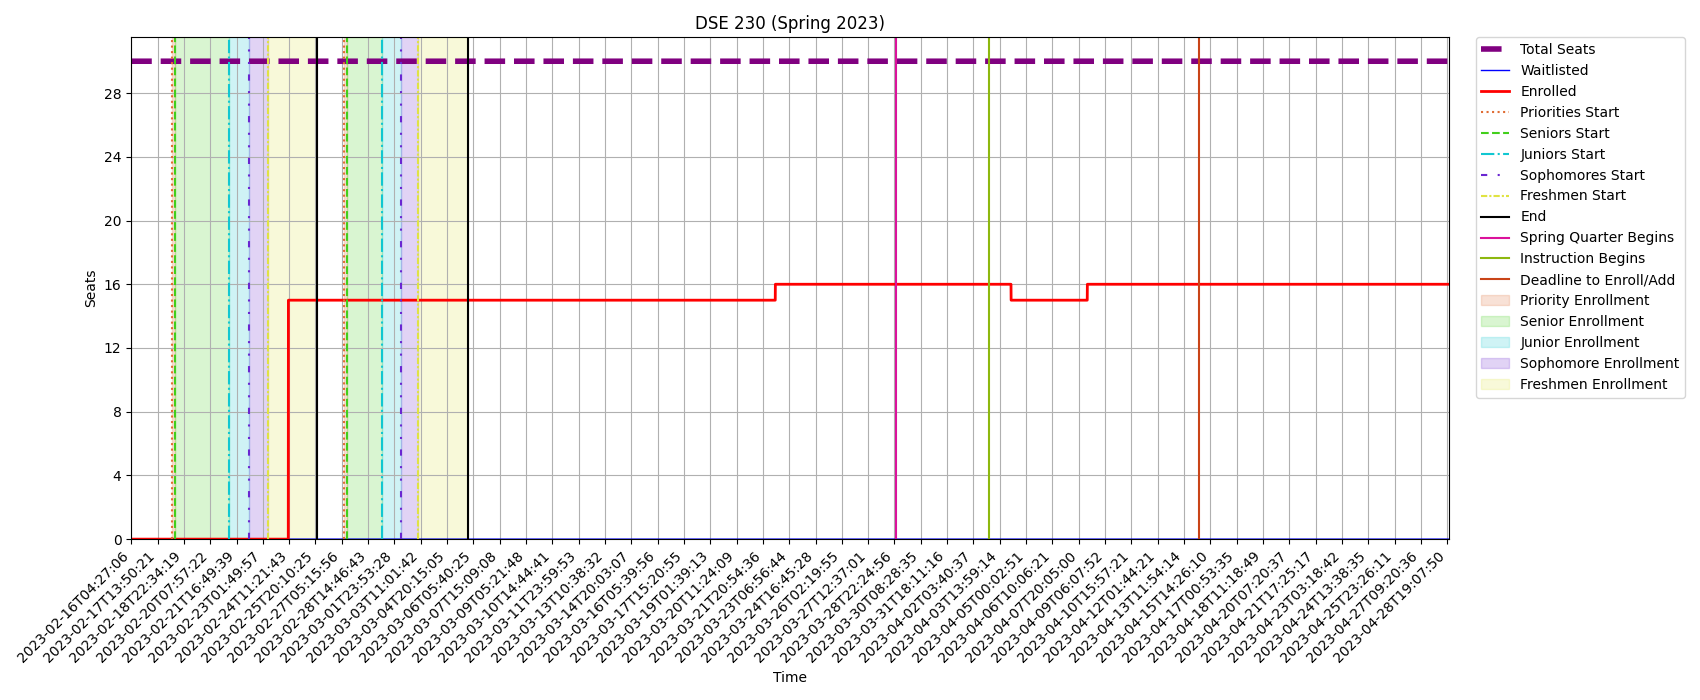 DSE 230 (Spring 2023)
Seats
28
24
20
16
12
8
4
0
2023-02-16T04:27:06
2023-02-17T13:50:21
2023-02-18T22:34:19
2023-02-20T07:57:22
2023-02-21T16:49:39
2023-02-23T01:49:57
2023-02-24T11:21:43
2023-02-25T20:10:25
2023-02-27T05:15:56
2023-02-28T14:46:43
2023-03-01T23:53:28
2023-03-03T11:01:42
2023-03-04T20:15:05
2023-03-06T05:40:25
2023-03-07T15:09:09
2023-03-09T05:21:48
2023-03-10T14:44:41
2023-03-11T23:59:53
2023-03-13T10:38:32
2023-03-14T20:03:07
2023-03-16T05:39:56
2023-03-17T15:20:55
2023-03-19T01:39:13
2023-03-20T11:24:09
2023-03-21T20:54:36
2023-03-23T06:56:44
2023-03-24T16:45:28
2023-03-26T02:19:55
2023-03-27T12:37:01
2023-03-28T22:24:56
2023-03-30T08:28:35
2023-03-31T18:11:16
2023-04-02T03:40:37
2023-04-03T13:59:14
2023-04-05T00:02:51
2023-04-06T10:06:21
2023-04-07T20:05:00
2023-04-09T06:07:52
2023-04-10T15:57:21
2023-04-12T01:44:21
2023-04-13T11:54:14
2023-04-15T14:26:10
2023-04-17T00:53:35
2023-04-18T11:18:49
2023-04-20T07:20:37
2023-04-21T17:25:17
2023-04-23T03:18:42
2023-04-24T13:38:35
2023-04-25T23:26:11
2023-04-27T09:20:36
2023-04-28T19:07:50
Time
Total Seats
Waitlisted
Enrolled
Priorities Start
Seniors Start
Juniors Start
Sophomores Start
Freshmen Start
End
Spring Quarter Begins
Instruction Begins
Deadline to Enroll/Add
Priority Enrollment
Senior Enrollment
Junior Enrollment
Sophomore Enrollment
Freshmen Enrollment